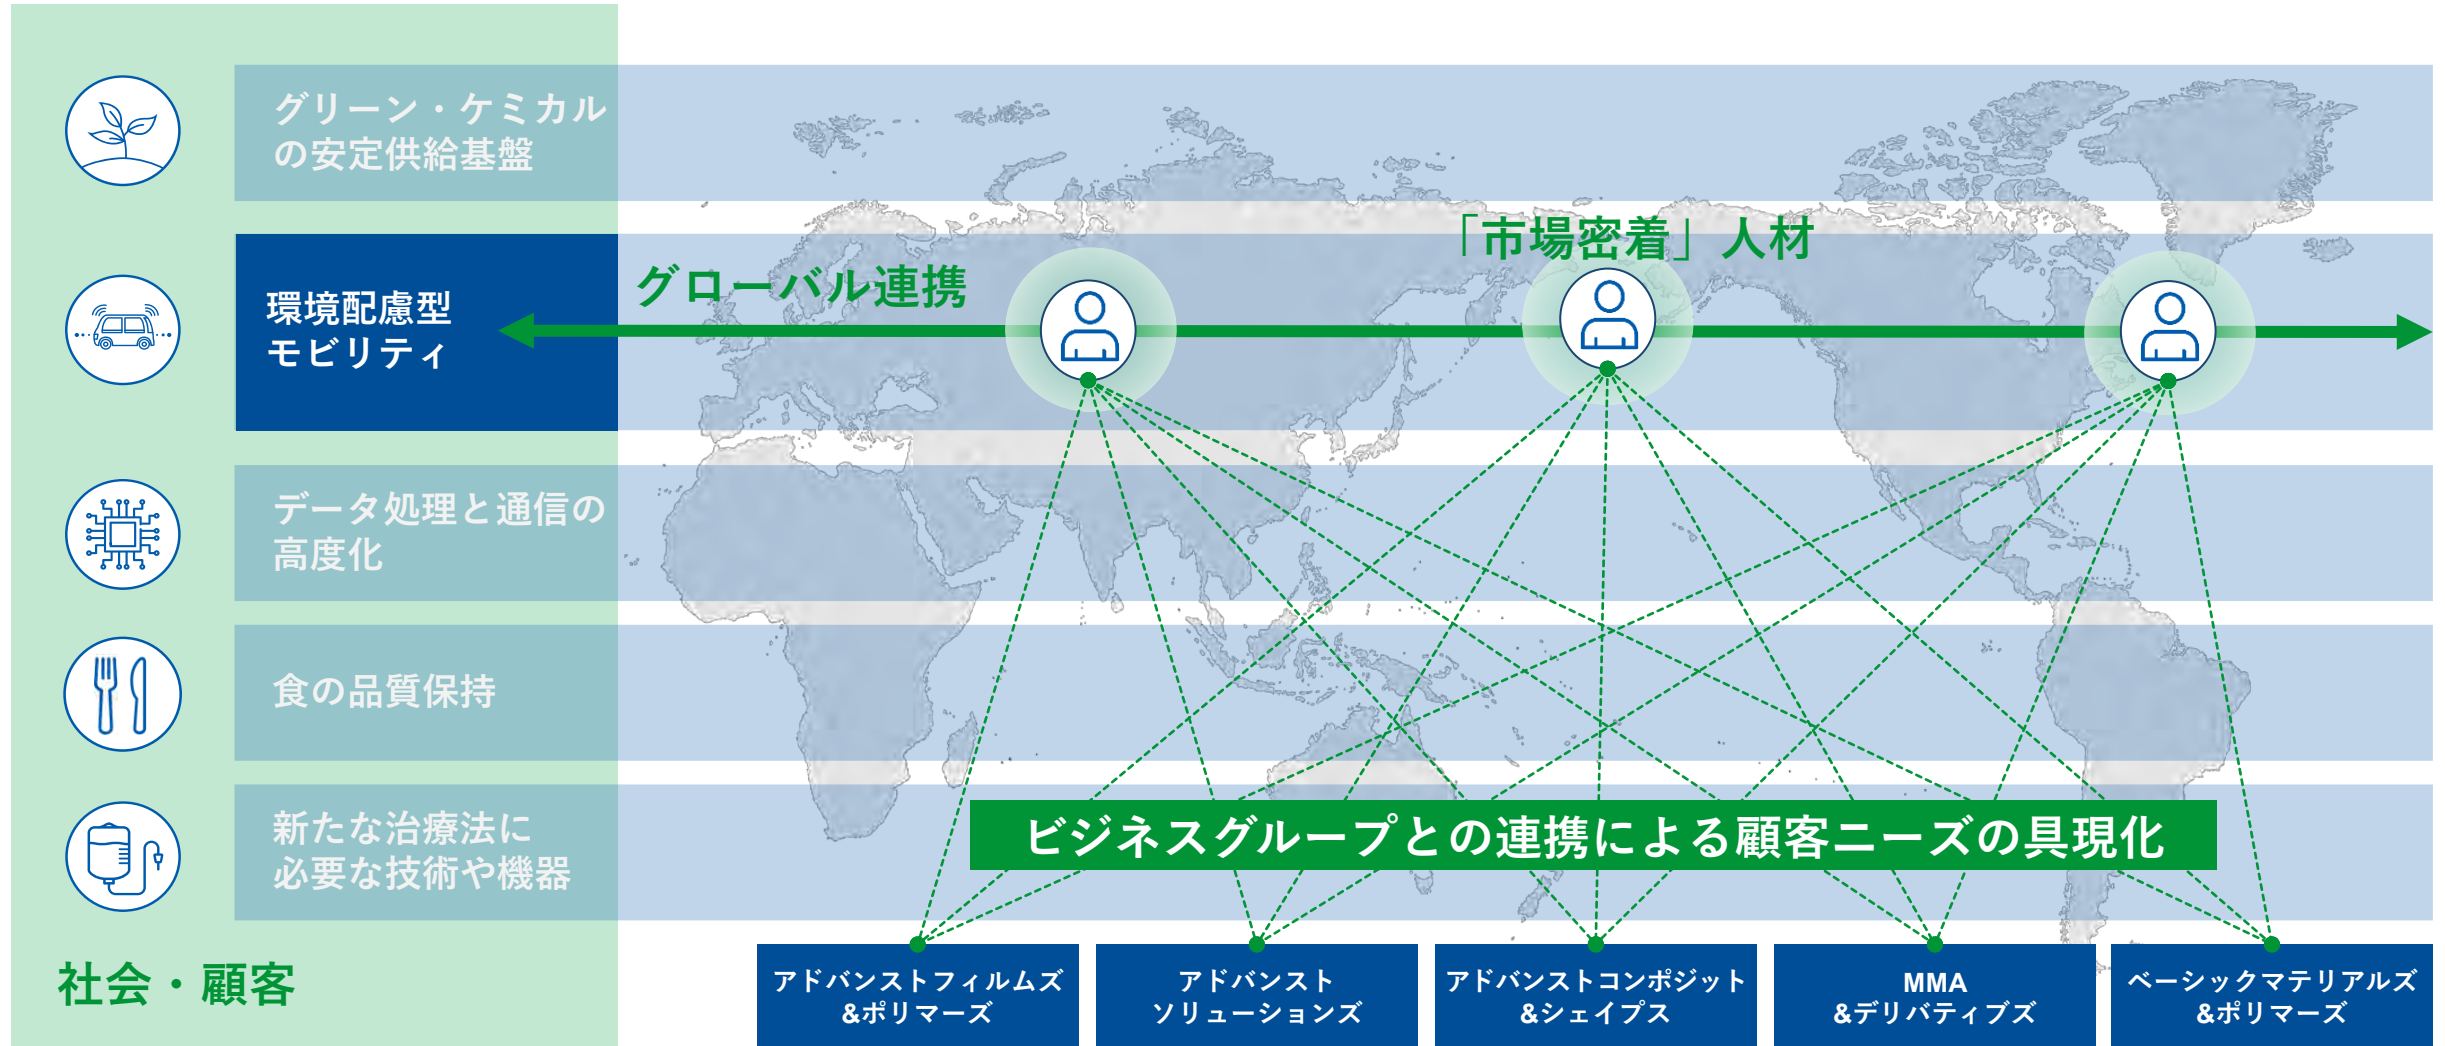 グリーン・ケミカル
の安定供給基盤
「市場密着」人材
グローバル連携
環境配慮型
モビリティ
データ処理と通信の
高度化
食の品質保持
新たな治療法に
必要な技術や機器
ビジネスグループとの連携による顧客ニーズの具現化
社会・顧客
アドバンストフィルムズ
&ポリマーズ
アドバンスト
ソリューションズ
アドバンストコンポジット
&シェイプス
MMA
&デリバティブズ
ベーシックマテリアルズ
&ポリマーズ